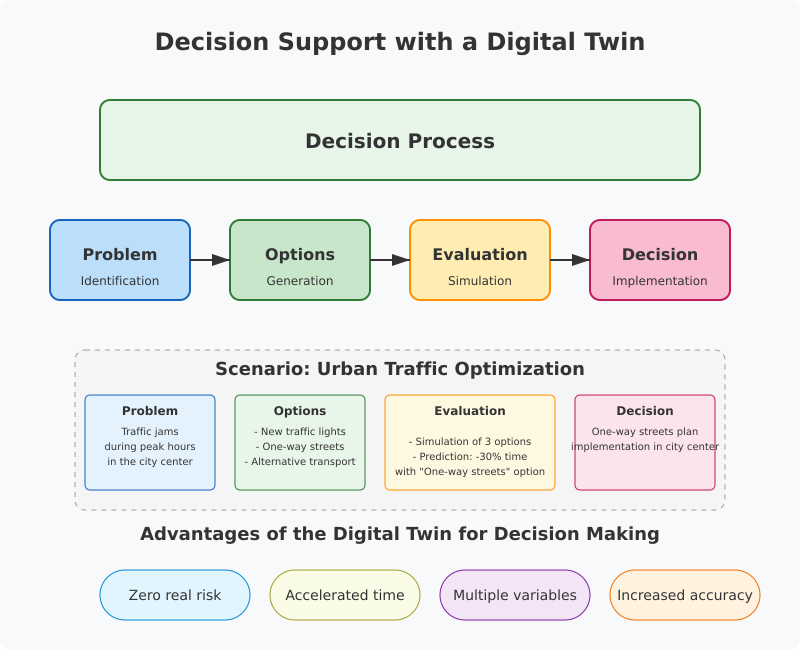 Decision Support with a Digital Twin
Decision Process
Problem
Identification
Options
Generation
Evaluation
Simulation
Decision
Implementation
Scenario: Urban Traffic Optimization
Problem
Traffic jams
during peak hours
in the city center
Options
- New traffic lights
- One-way streets
- Alternative transport
Evaluation
- Simulation of 3 options
- Prediction: -30% time
with "One-way streets" option
Decision
One-way streets plan
implementation in city center
Advantages of the Digital Twin for Decision Making
Zero real risk
Accelerated time
Multiple variables
Increased accuracy